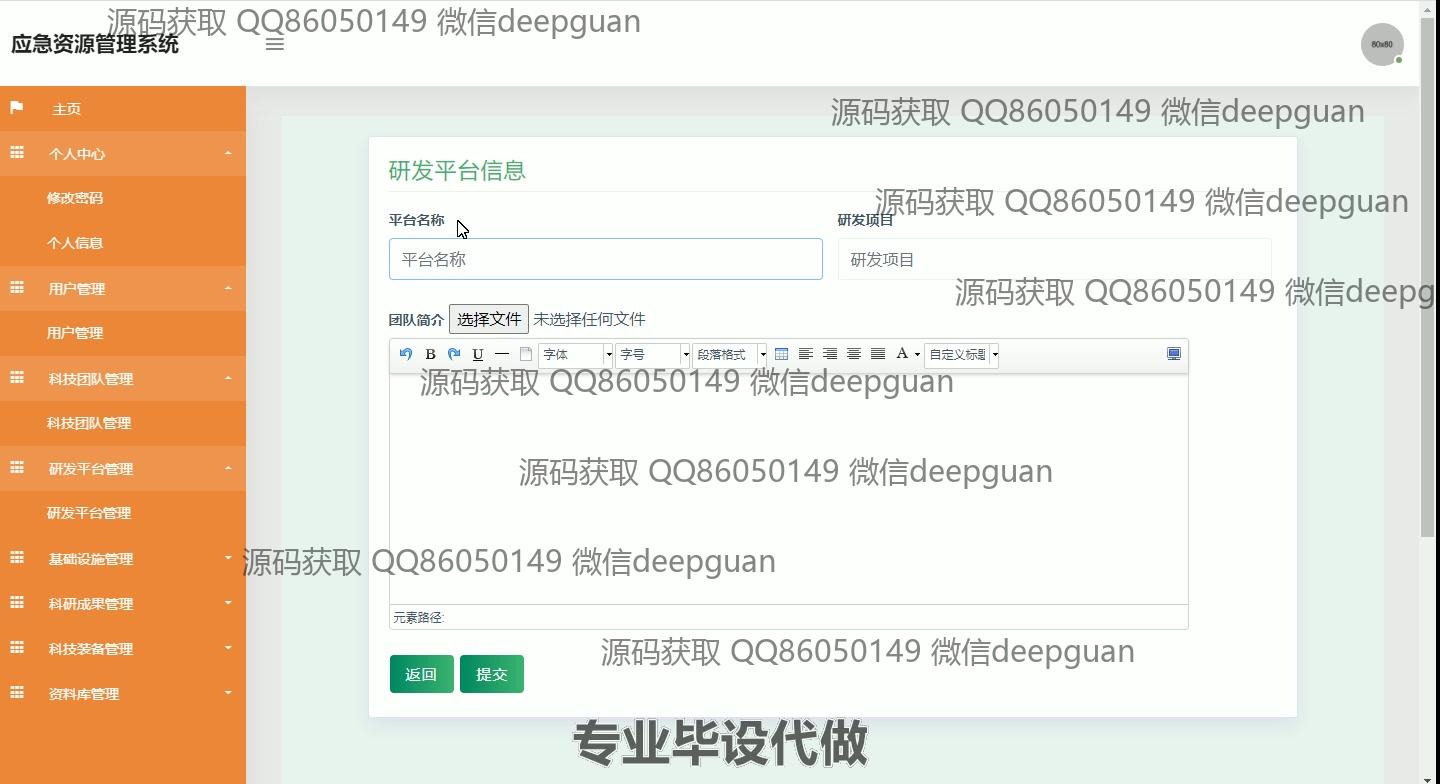 源码获取 QQ86050149 微信deepguan
应急资源管理系统
80x80
主页
源码获取 QQ86050149 微信deepguan
个人中心
修改密码
个人信息
用户管理
用户管理
科技团队管理
科技团队管理
研发平台管理
研发平台管理
基础设施管理
科研成果管理
科技装备管理
资料库管理
研发平台信息
源码获取 QQ86050149 微信deepguan
平台名称 研发项目
平台名称 研发项目
源码获取 QQ86050149 微信deepg
团队简介 选择文件 未选择任何文件
B U 字体 字号 段落格式 A 自定义标题
源码获取 QQ86050149 微信deepguan
源码获取 QQ86050149 微信deepguan
源码获取 QQ86050149 微信deepguan
元素路径:
源码获取 QQ86050149 微信deepguan
返回 提交
专业毕设代做